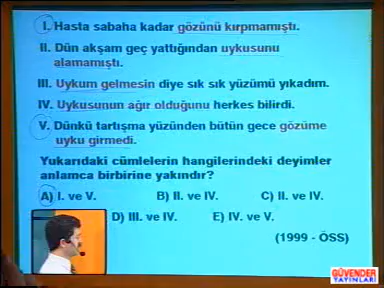 I. Hasta sabaha kadar gözünü kırpmamıştı.
II. Dün akşam geç yattığından uykusunu
alamamıştı.
III. Uykum gelmesin diye sık sık yüzümü yıkadım.
IV. Uykusunun ağır olduğunu herkes bilirdi.
V. Dünkü tartışma yüzünden bütün gece gözüme
uyku girmedi.
Yukarıdaki cümlelerin hangilerindeki deyimler
anlamca birbirine yakındır?
A) I. ve V. B) II. ve IV. C) II. ve IV.
D) III. ve IV. E) IV. ve V.
(1999 - ÖSS)
GÜVENDER
YAYINLARI